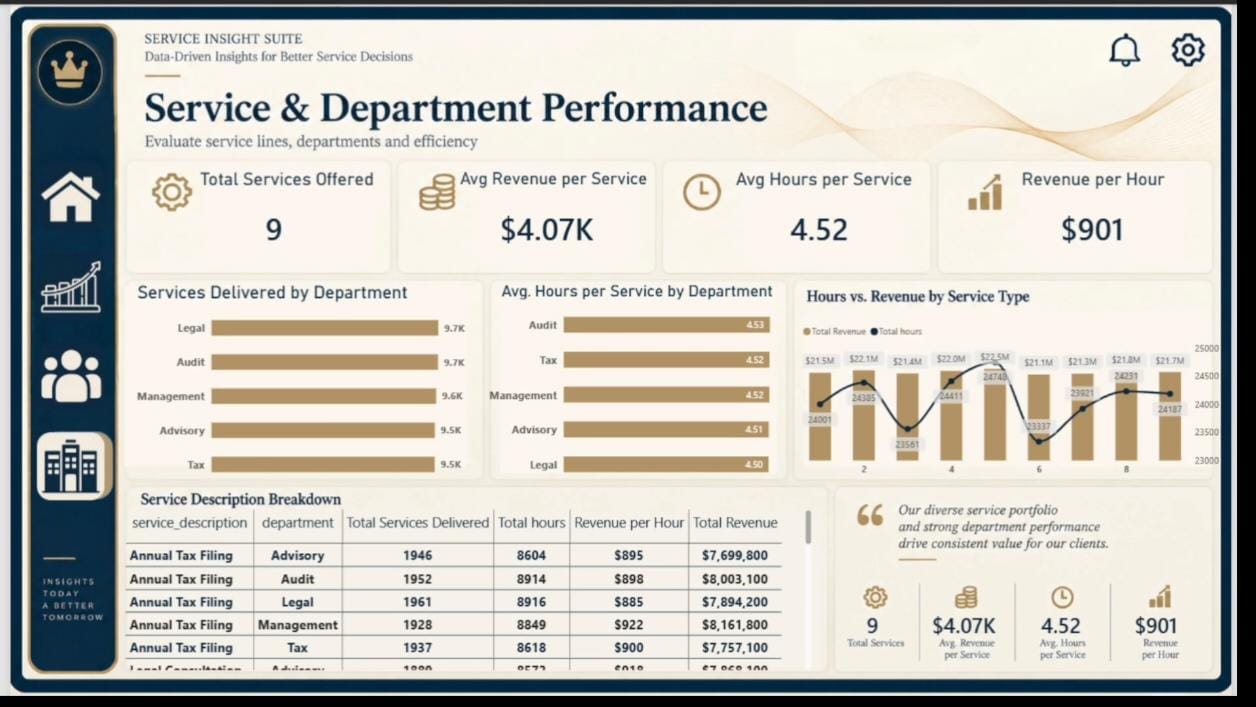 SERVICE INSIGHT SUITE
Data-Driven Insights for Better Service Decisions
Service & Department Performance
Evaluate service lines, departments and efficiency
Total Services Offered
9
Avg Revenue per Service
$4.07K
Avg Hours per Service
4.52
Revenue per Hour
$901
Services Delivered by Department
Legal 9.7K
Audit 9.7K
Management 9.6K
Advisory 9.5K
Tax 9.5K
Avg. Hours per Service by Department
Audit 4.53
Tax 4.52
Management 4.52
Advisory 4.51
Legal 4.50
Hours vs. Revenue by Service Type
Total Revenue Total hours
$21.5M $22.1M $21.4M $22.0M $22.5M $21.1M $21.3M $21.8M $21.7M
24001 24385 23561 24411 24748 23337 23921 24231 24187
25000
24500
24000
23500
23000
2 4 6 8
Service Description Breakdown
service_description department Total Services Delivered Total hours Revenue per Hour Total Revenue
Annual Tax Filing Advisory 1946 8604 $895 $7,699,800
Annual Tax Filing Audit 1952 8914 $898 $8,003,100
Annual Tax Filing Legal 1961 8916 $885 $7,894,200
Annual Tax Filing Management 1928 8849 $922 $8,161,800
Annual Tax Filing Tax 1937 8618 $900 $7,757,100
Legal Consultation Advisory
“
Our diverse service portfolio
and strong department performance
drive consistent value for our clients.
9
Total Services
$4.07K
Avg. Revenue
per Service
4.52
Avg. Hours
per Service
$901
Revenue
per Hour
INSIGHTS
TODAY
A BETTER
TOMORROW